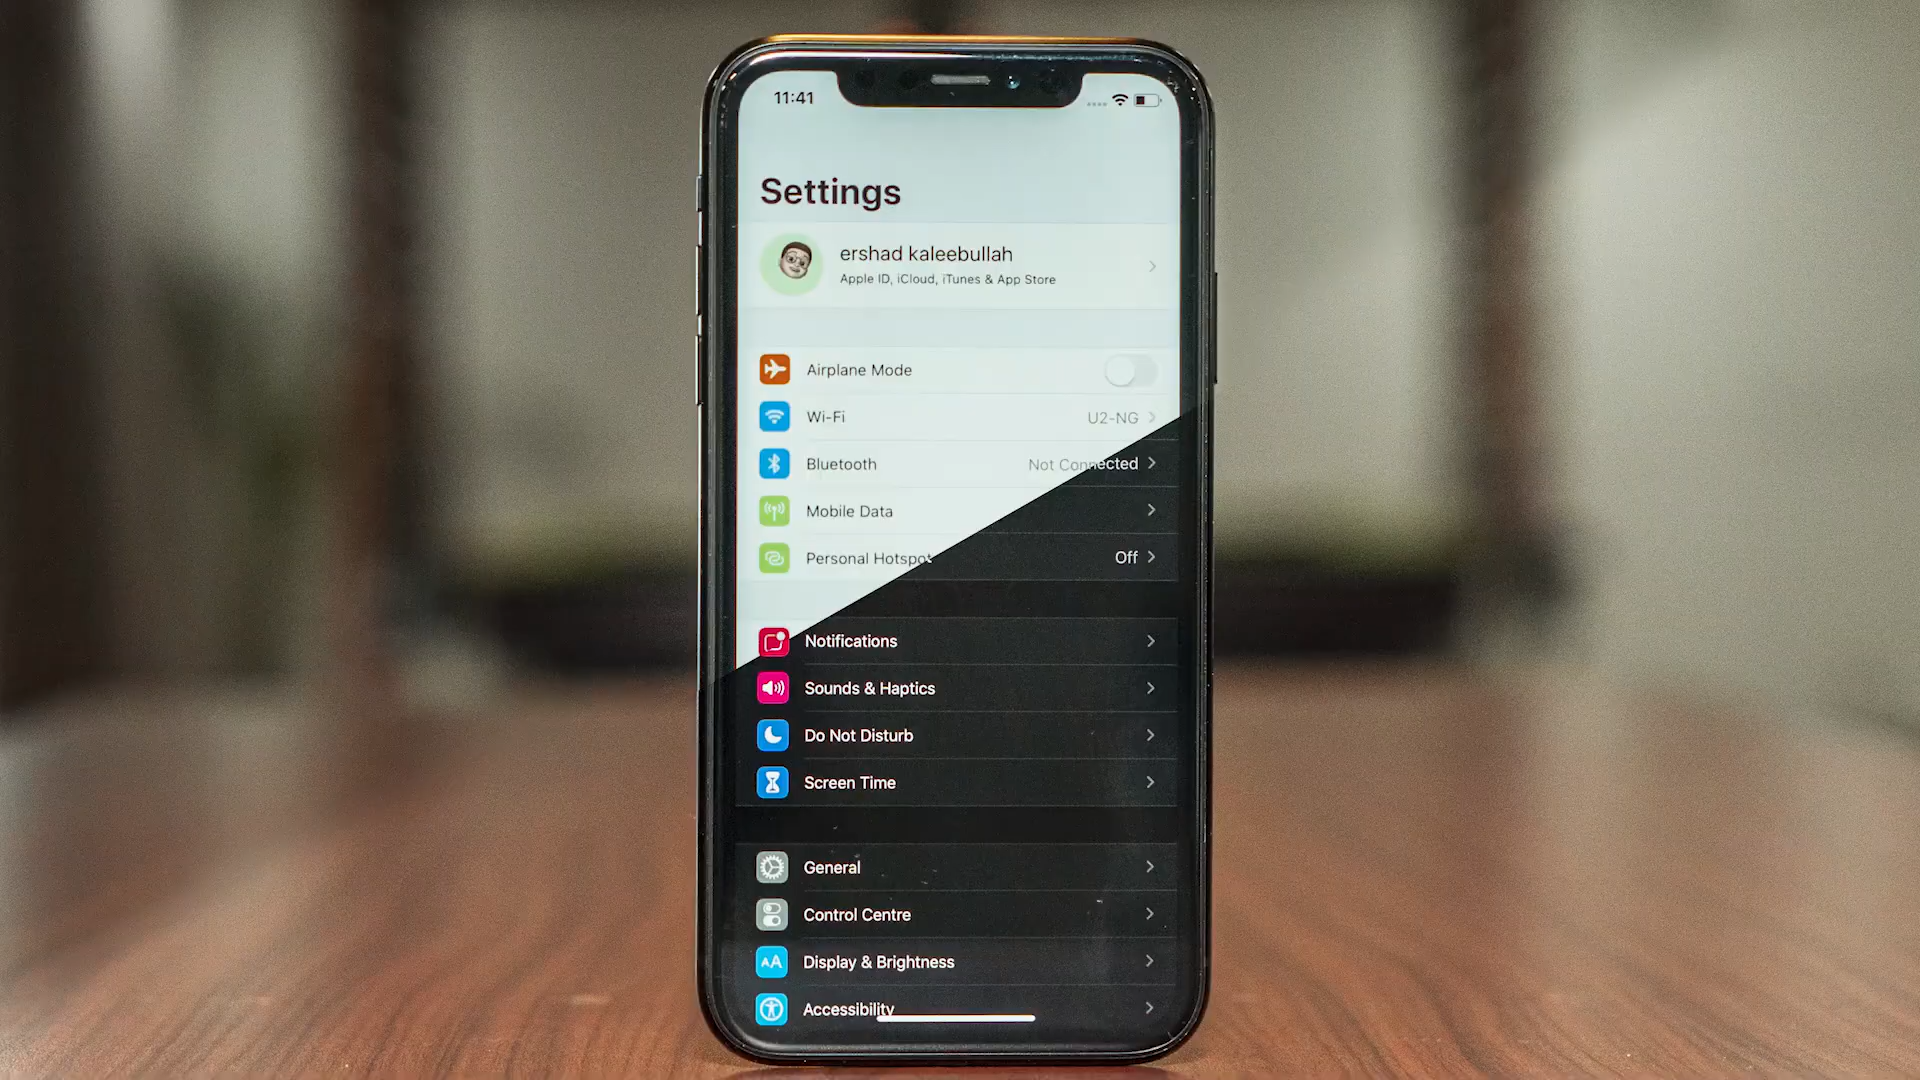 11:41
Settings
ershad kaleebullah
Apple ID, iCloud, iTunes & App Store
Airplane Mode
Wi-Fi U2-NG
Bluetooth Not Connected
Mobile Data
Personal Hotspot Off
Notifications
Sounds & Haptics
Do Not Disturb
Screen Time
General
Control Centre
AA Display & Brightness
Accessibility